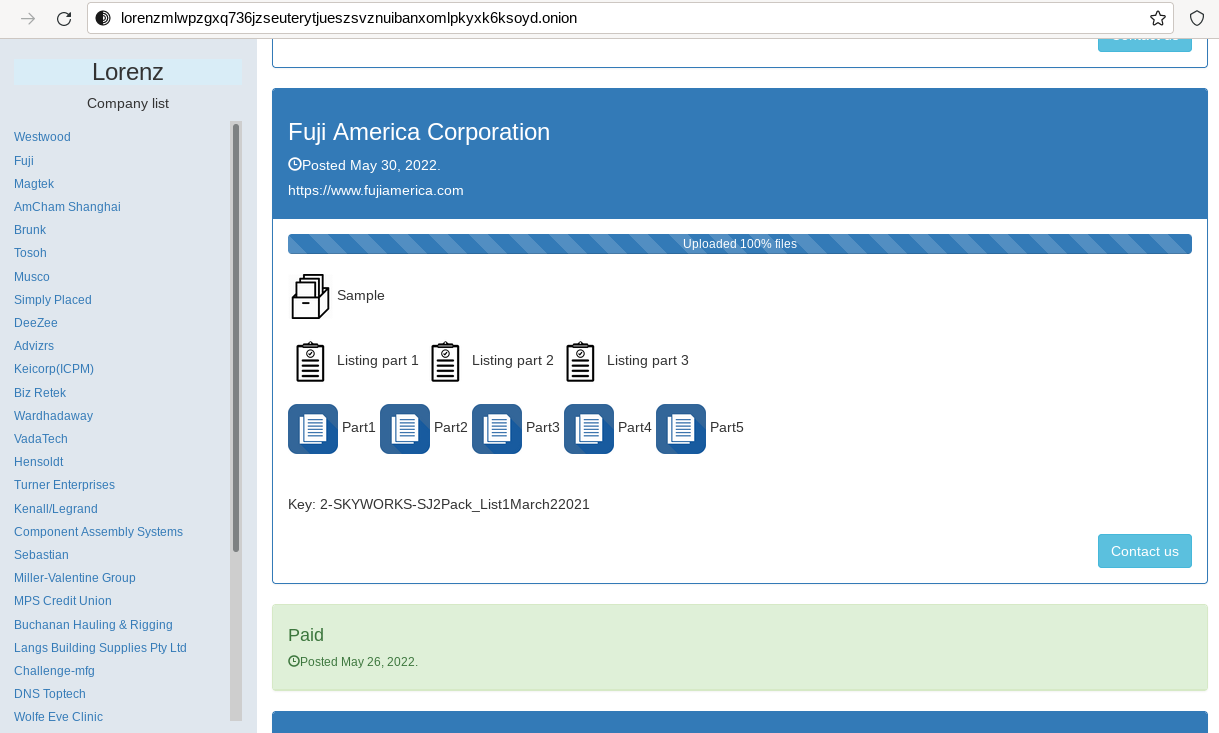 lorenzmlwpzgxq736jzseuterytjueszsvznuibanxomlpkyxk6ksoyd.onion
Lorenz
Company list
Westwood
Fuji
Magtek
AmCham Shanghai
Brunk
Tosoh
Musco
Simply Placed
DeeZee
Advizrs
Keicorp(ICPM)
Biz Retek
Wardhadaway
VadaTech
Hensoldt
Turner Enterprises
Kenall/Legrand
Component Assembly Systems
Sebastian
Miller-Valentine Group
MPS Credit Union
Buchanan Hauling & Rigging
Langs Building Supplies Pty Ltd
Challenge-mfg
DNS Toptech
Wolfe Eve Clinic
Contact us
Fuji America Corporation
Posted May 30, 2022.
https://www.fujiamerica.com
Uploaded 100% files
Sample
Listing part 1 Listing part 2 Listing part 3
Part1 Part2 Part3 Part4 Part5
Key: 2-SKYWORKS-SJ2Pack_List1March22021
Contact us
Paid
Posted May 26, 2022.